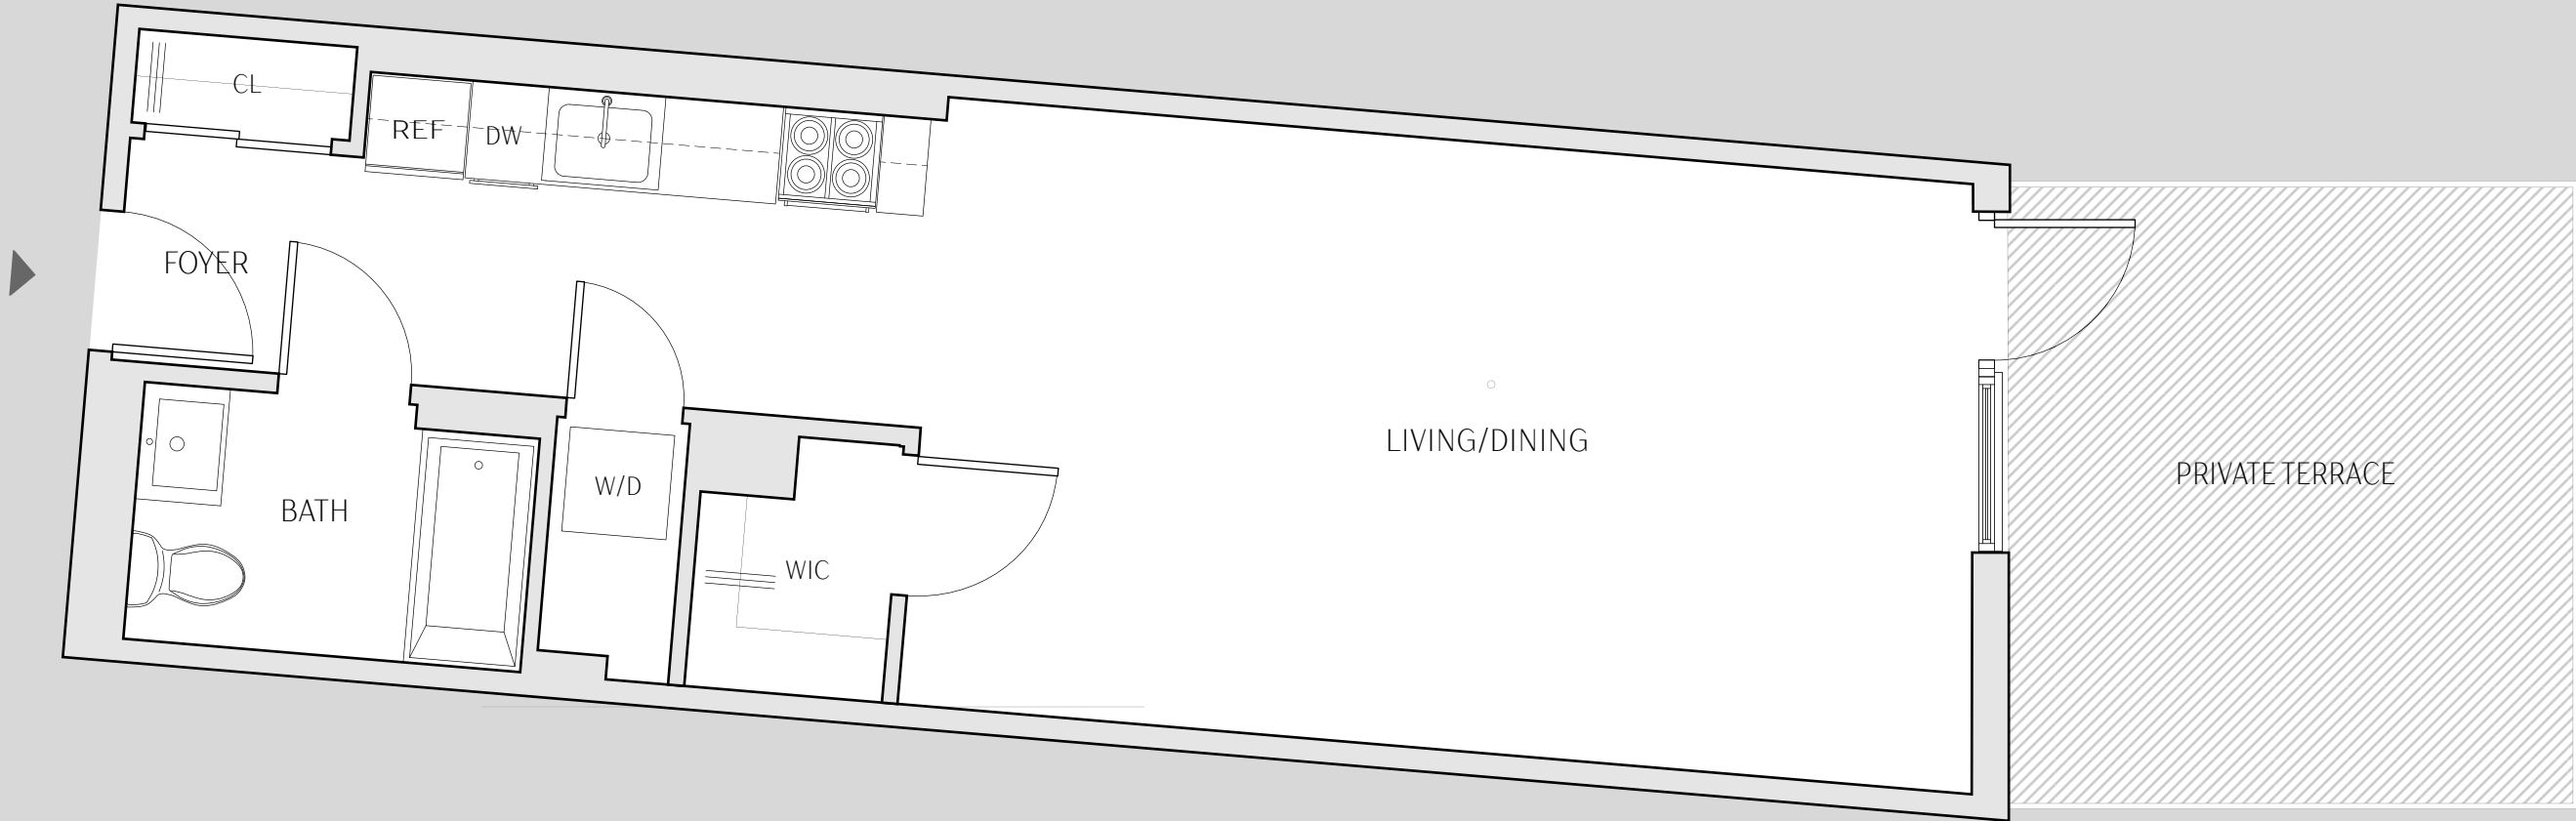 CL
REF
DW
FOYER
LIVING/DINING
PRIVATE TERRACE
W/D
BATH
WIC